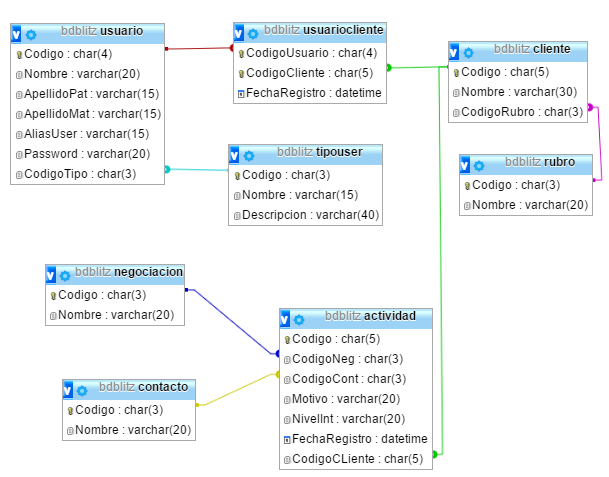 bdblitz usuario
Codigo : char(4)
Nombre : varchar(20)
ApellidoPat : varchar(15)
ApellidoMat : varchar(15)
AliasUser : varchar(15)
Password : varchar(20)
CodigoTipo : char(3)
bdblitz usuariocliente
CodigoUsuario : char(4)
CodigoCliente : char(5)
FechaRegistro : datetime
bdblitz cliente
Codigo : char(5)
Nombre : varchar(30)
CodigoRubro : char(3)
bdblitz tipouser
Codigo : char(3)
Nombre : varchar(15)
Descripcion : varchar(40)
bdblitz rubro
Codigo : char(3)
Nombre : varchar(20)
bdblitz negociacion
Codigo : char(3)
Nombre : varchar(20)
bdblitz actividad
Codigo : char(5)
CodigoNeg : char(3)
CodigoCont : char(3)
Motivo : varchar(20)
NivelInt : varchar(20)
FechaRegistro : datetime
CodigoCLiente : char(5)
bdblitz contacto
Codigo : char(3)
Nombre : varchar(20)